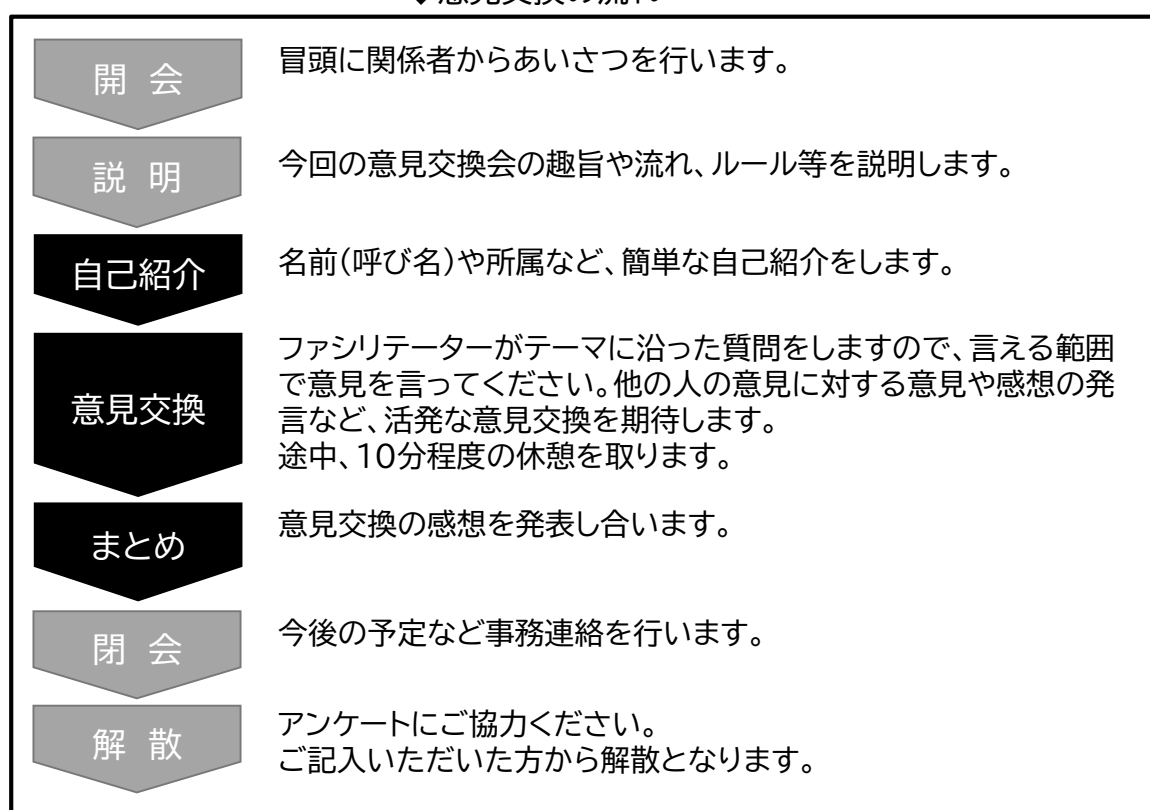 開 会
冒頭に関係者からあいさつを行います。
説 明
今回の意見交換会の趣旨や流れ、ルール等を説明します。
自己紹介
名前(呼び名)や所属など、簡単な自己紹介をします。
意見交換
ファシリテーターがテーマに沿った質問をしますので、言える範囲
で意見を言ってください。他の人の意見に対する意見や感想の発
言など、活発な意見交換を期待します。
途中、10分程度の休憩を取ります。
まとめ
意見交換の感想を発表し合います。
閉 会
今後の予定など事務連絡を行います。
解 散
アンケートにご協力ください。
ご記入いただいた方から解散となります。